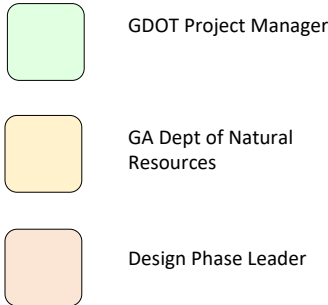 GDOT Project Manager
GA Dept of Natural
Resources
Design Phase Leader